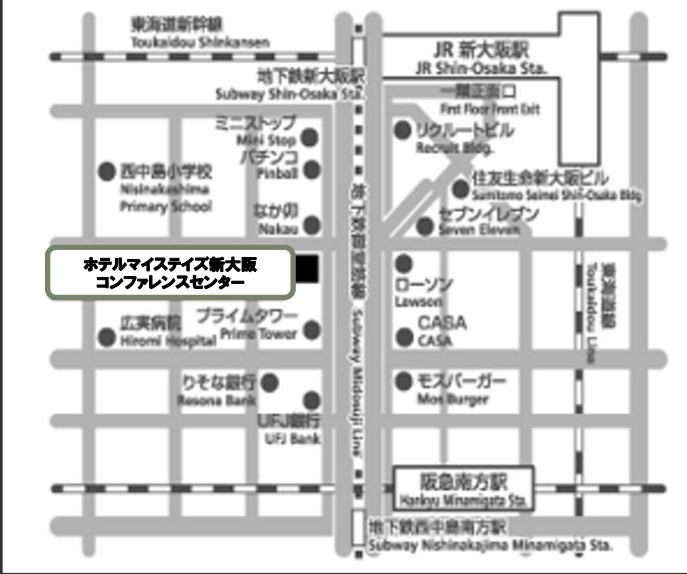 東海道新幹線
Toukaidou Shinkansen
JR 新大阪駅
JR Shin-Osaka Sta.
地下鉄新大阪駅
Subway Shin-Osaka Sta.
一階正面口
First Floor Front Exit
ミニストップ
Mini Stop
リクルートビル
Recruit Bldg.
パチンコ
Pinball
西中島小学校
Nisinakashima
Primary School
住友生命新大阪ビル
Sumitomo Seimei Shin-Osaka Bldg
なか卯
Nakau
セブンイレブン
Seven Eleven
地下鉄御堂筋線 Subway Midosuji Line
ホテルマイステイズ新大阪
コンファレンスセンター
ローソン
Lawson
東海道線
Toukaidou Line
広実病院
Hiromi Hospital
プライムタワー
Prime Tower
CASA
CASA
りそな銀行
Resona Bank
モスバーガー
Mos Burger
UFJ銀行
UFJ Bank
阪急南方駅
Hankyu Minamigata Sta.
地下鉄西中島南方駅
Subway Nishinakajima Minamigata Sta.